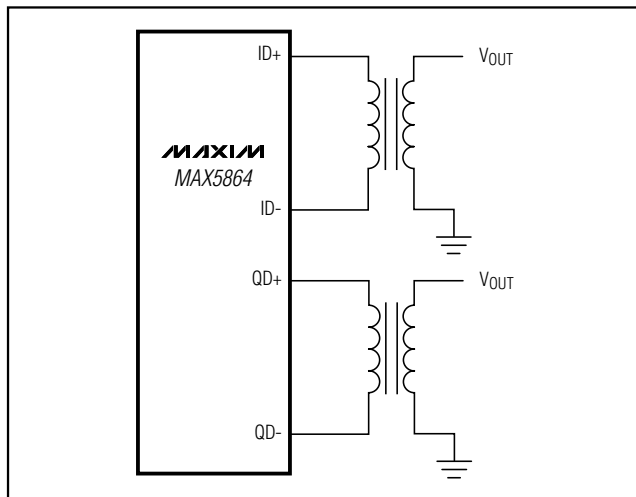 ID+
VOUT
MAXIM
MAX5864
ID-
QD+
VOUT
QD-